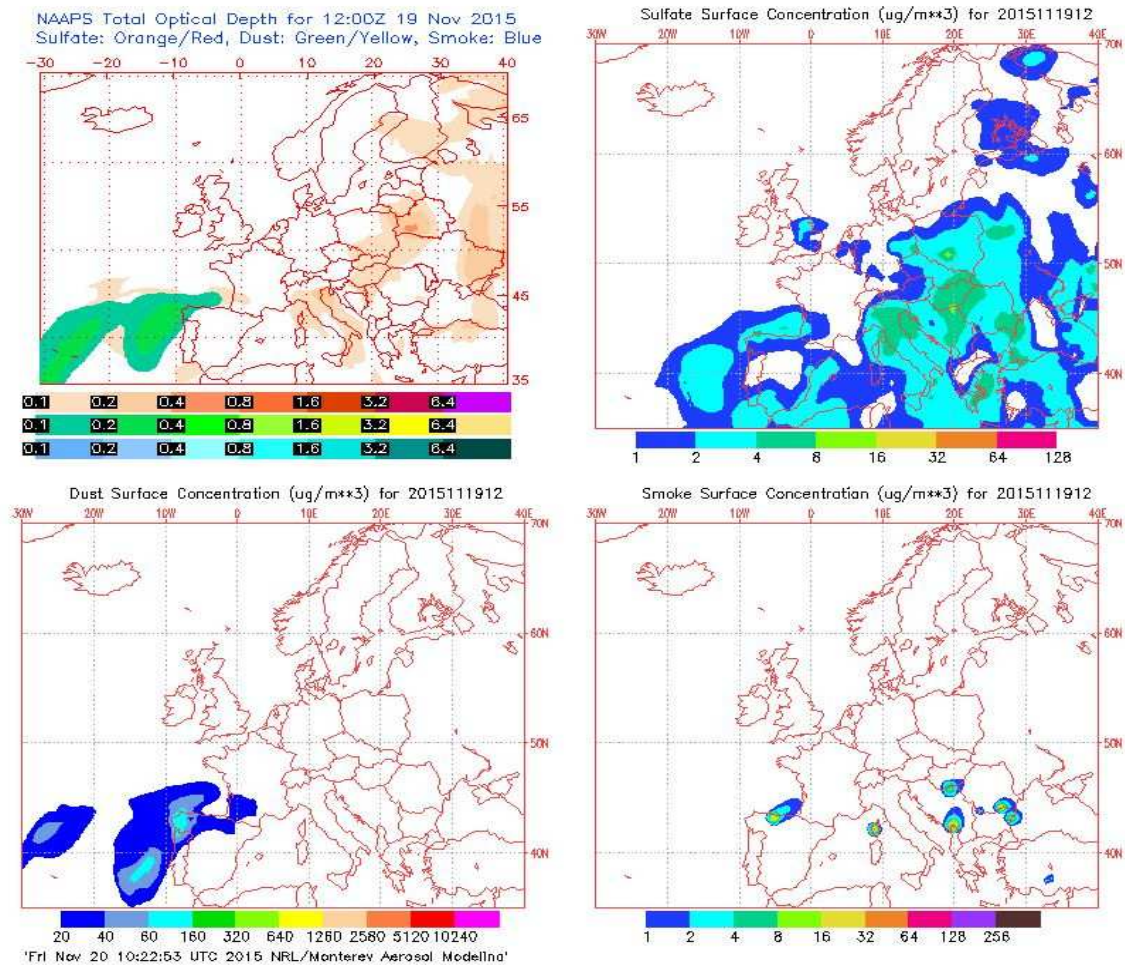 NAAPS Total Optical Depth for 12:00Z 19 Nov 2015
Sulfate: Orange/Red, Dust: Green/Yellow, Smoke: Blue
-30 -20 -10 0 10 20 30 40
65
55
45
35
0.1 0.2 0.4 0.8 1.6 3.2 6.4
0.1 0.2 0.4 0.8 1.6 3.2 6.4
0.1 0.2 0.4 0.8 1.6 3.2 6.4
Sulfate Surface Concentration (ug/m**3) for 2015111912
30W 20W 10W 0 10E 20E 30E 40E
70N
60N
50N
40N
1 2 4 8 16 32 64 128
Dust Surface Concentration (ug/m**3) for 2015111912
30W 20W 10W 0 10E 20E 30E 40E
70N
60N
50N
40N
20 40 80 160 320 640 1260 2580 5120 10240
'Fri Nov 20 10:22:53 UTC 2015 NRL/Monterey Aerosol Modeling'
Smoke Surface Concentration (ug/m**3) for 2015111912
30W 20W 10W 0 10E 20E 30E 40E
70N
60N
50N
40N
1 2 4 8 16 32 64 128 256